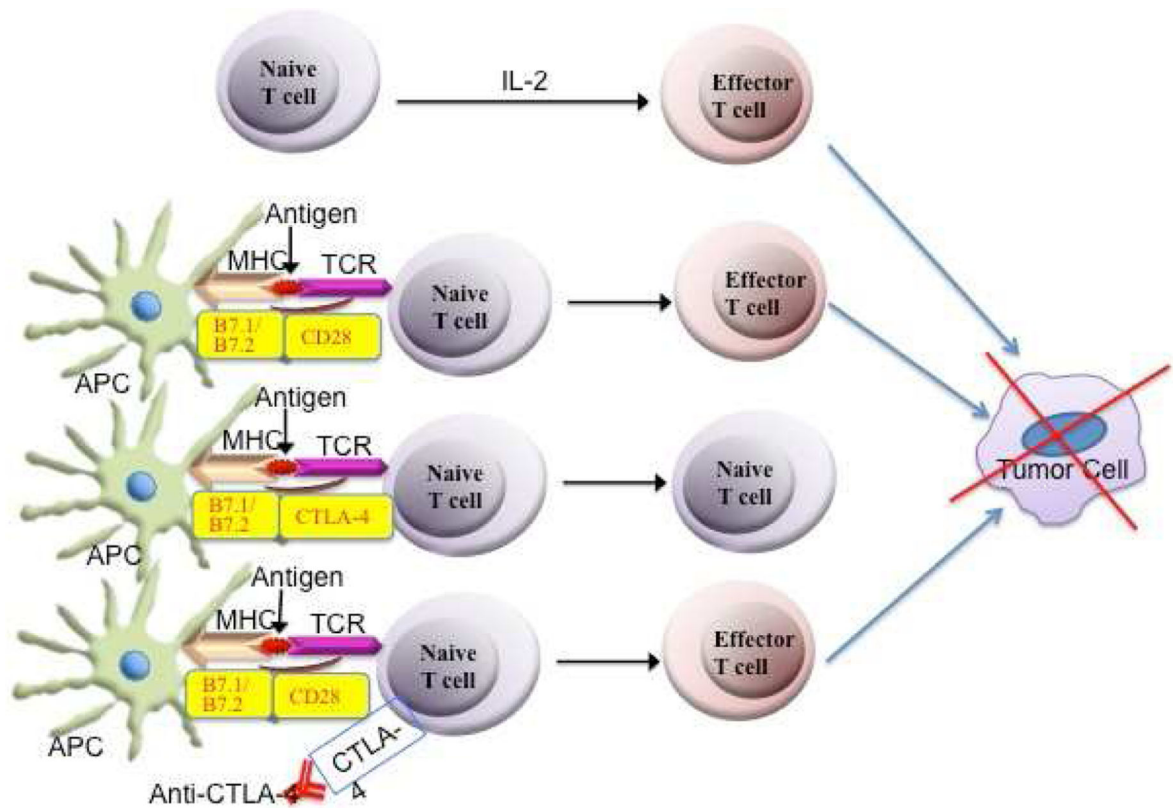 Naive
T cell
IL-2
Effector
T cell
Antigen
MHC
TCR
B7.1/
B7.2
CD28
Naive
T cell
Effector
T cell
APC
Antigen
MHC
TCR
B7.1/
B7.2
CTLA-4
Naive
T cell
Naive
T cell
Tumor Cell
APC
Antigen
MHC
TCR
B7.1/
B7.2
CD28
Naive
T cell
Effector
T cell
APC
CTLA-
4
Anti-CTLA-4